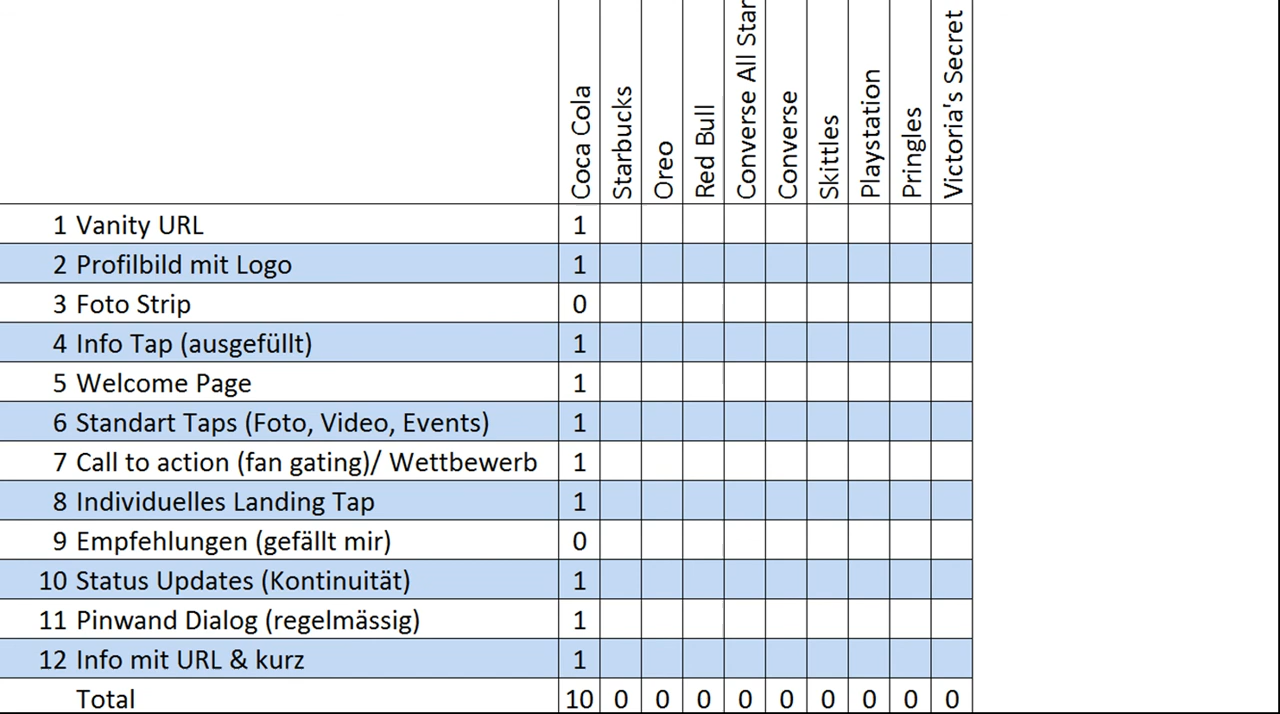 Coca Cola Starbucks Oreo Red Bull Converse All Star Converse Skittles Playstation Pringles Victoria's Secret
1 Vanity URL 1
2 Profilbild mit Logo 1
3 Foto Strip 0
4 Info Tap (ausgefüllt) 1
5 Welcome Page 1
6 Standart Taps (Foto, Video, Events) 1
7 Call to action (fan gating)/ Wettbewerb 1
8 Individuelles Landing Tap 1
9 Empfehlungen (gefällt mir) 0
10 Status Updates (Kontinuität) 1
11 Pinwand Dialog (regelmässig) 1
12 Info mit URL & kurz 1
Total 10 0 0 0 0 0 0 0 0 0